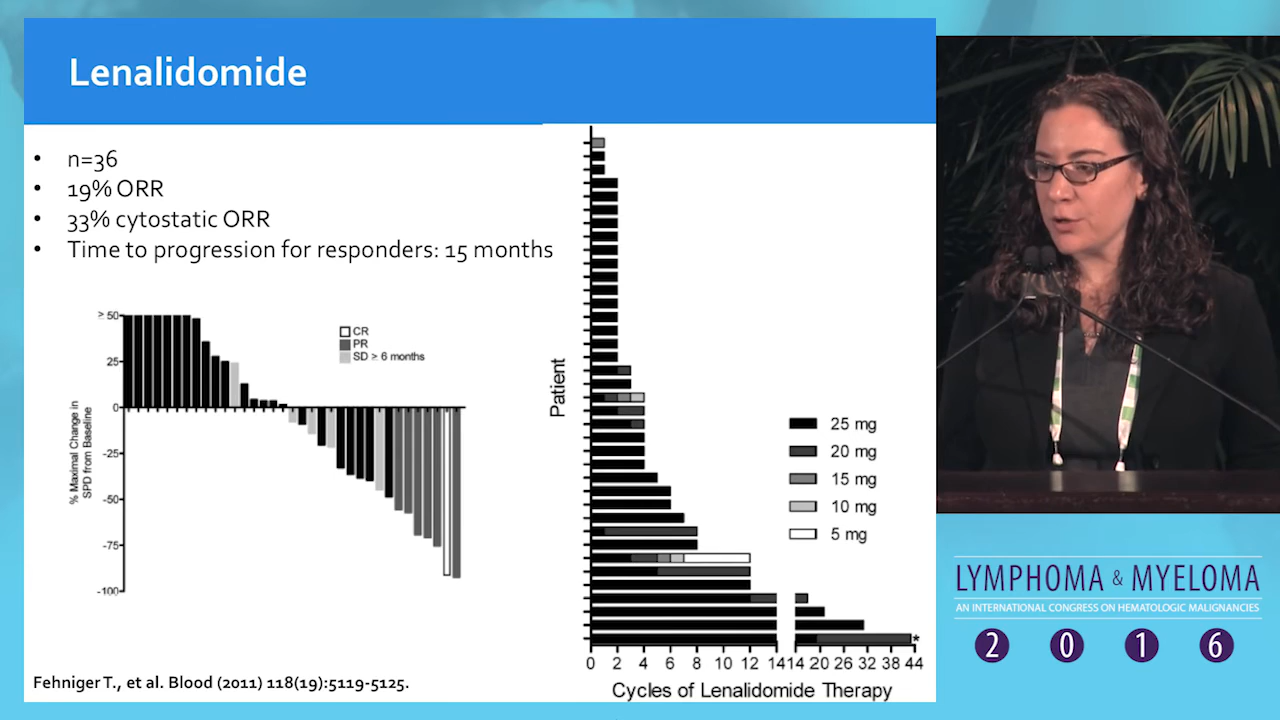 Lenalidomide
• n=36
• 19% ORR
• 33% cytostatic ORR
• Time to progression for responders: 15 months
> 50
25
0
-25
-50
-75
-100
% Maximal Change in
SPD from Baseline
CR
PR
SD ≥ 6 months
Patient
25 mg
20 mg
15 mg
10 mg
5 mg
*
0 2 4 6 8 10 12 14 14 20 26 32 38 44
Cycles of Lenalidomide Therapy
Fehniger T., et al. Blood (2011) 118(19):5119-5125.
LYMPHOMA & MYELOMA
AN INTERNATIONAL CONGRESS ON HEMATOLOGIC MALIGNANCIES
2 0 1 6